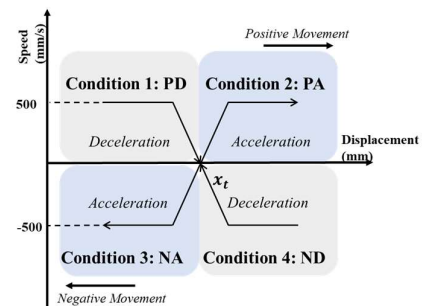 Speed
(mm/s)
Positive Movement
Condition 1: PD
Condition 2: PA
500
Deceleration
Acceleration
Displacement
(mm)
x_t
Acceleration
Deceleration
-500
Condition 3: NA
Condition 4: ND
Negative Movement